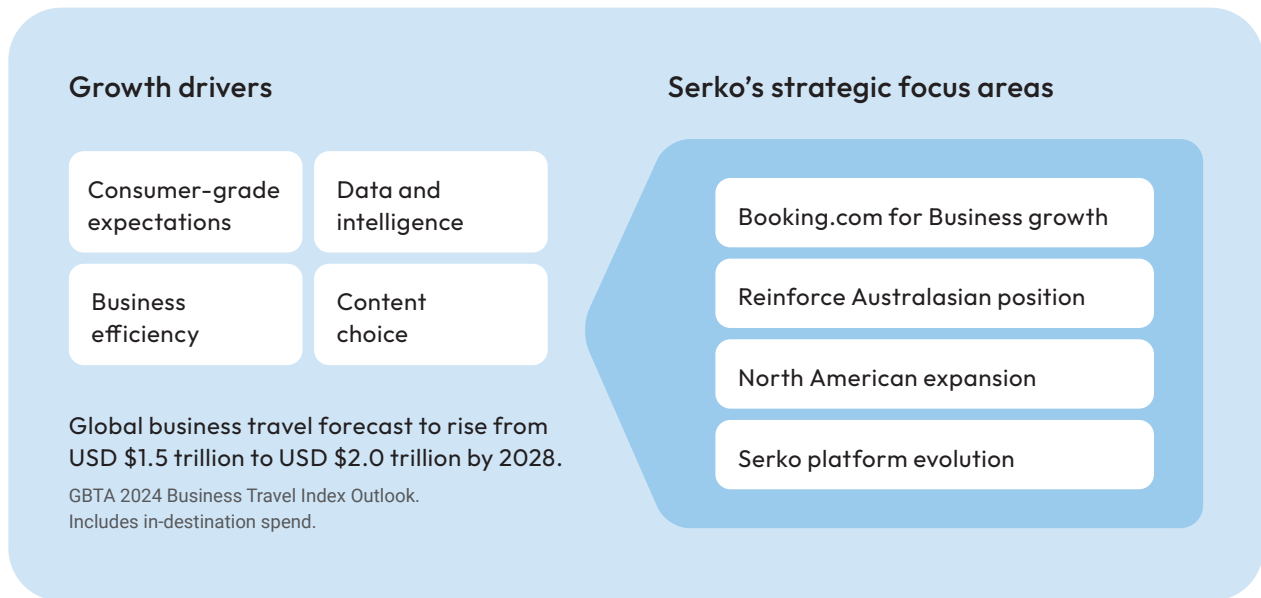 Growth drivers
Consumer-grade
expectations
Data and
intelligence
Business
efficiency
Content
choice
Global business travel forecast to rise from
USD $1.5 trillion to USD $2.0 trillion by 2028.
GBTA 2024 Business Travel Index Outlook.
Includes in-destination spend.
Serko’s strategic focus areas
Booking.com for Business growth
Reinforce Australasian position
North American expansion
Serko platform evolution